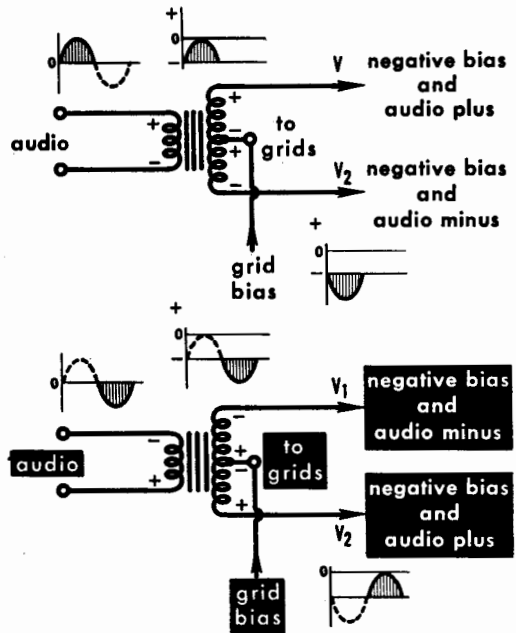 +
0
0
−
V
negative bias
and
audio plus
+
−
+
−
+
−
audio
to
grids
V2
negative bias
and
audio minus
grid
bias
+
0
−
+
0
0
−
V1
negative bias
and
audio minus
−
+
−
+
−
+
audio
to
grids
V2
negative bias
and
audio plus
grid
bias
0
−